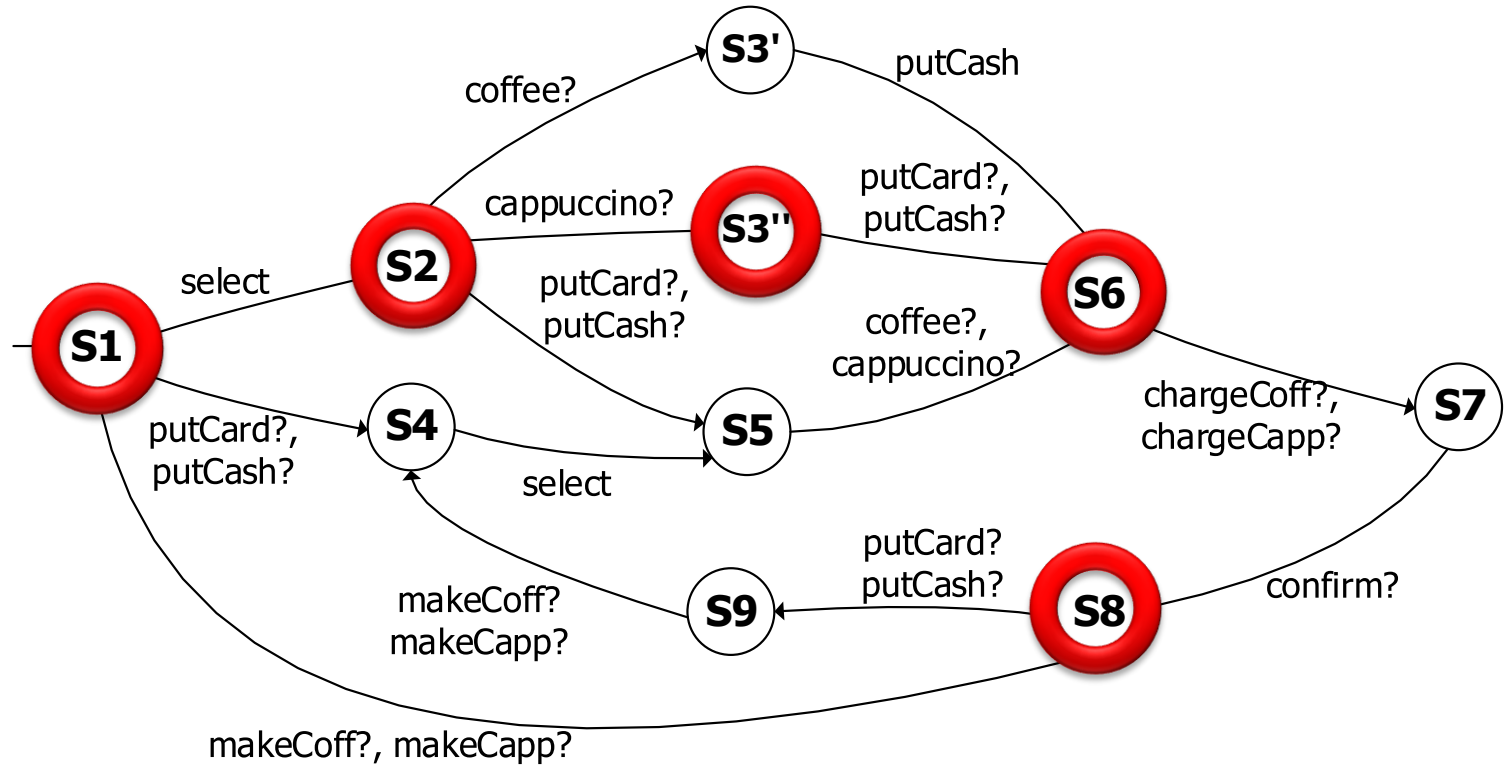 S3'
putCash
coffee?
putCard?,
putCash?
cappuccino?
S3''
S2
select
putCard?,
putCash?
S6
coffee?,
cappuccino?
S1
chargeCoff?,
chargeCapp?
S7
S4
S5
putCard?,
putCash?
select
putCard?
putCash?
confirm?
makeCoff?
makeCapp?
S9
S8
makeCoff?, makeCapp?